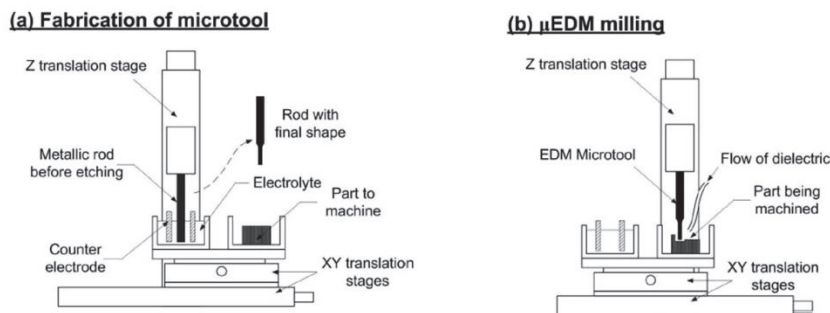 (a) Fabrication of microtool
Z translation stage
Rod with
final shape
Metallic rod
before etching
Electrolyte
Part to
machine
Counter
electrode
XY translation
stages
(b) μEDM milling
Z translation stage
EDM Microtool
Flow of dielectric
Part being
machined
XY translation
stages